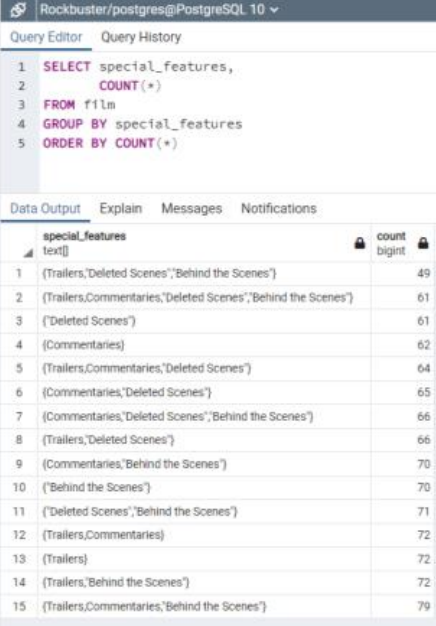 Rockbuster/postgres@PostgreSQL 10
Query Editor Query History
1 SELECT special_features,
2 COUNT(*)
3 FROM film
4 GROUP BY special_features
5 ORDER BY COUNT(*)
Data Output Explain Messages Notifications
special_features count
text[] bigint
1 {Trailers,"Deleted Scenes","Behind the Scenes"} 49
2 {Trailers,Commentaries,"Deleted Scenes","Behind the Scenes"} 61
3 {"Deleted Scenes"} 61
4 {Commentaries} 62
5 {Trailers,Commentaries,"Deleted Scenes"} 64
6 {Commentaries,"Deleted Scenes"} 65
7 {Commentaries,"Deleted Scenes","Behind the Scenes"} 66
8 {Trailers,"Deleted Scenes"} 66
9 {Commentaries,"Behind the Scenes"} 70
10 {"Behind the Scenes"} 70
11 {"Deleted Scenes","Behind the Scenes"} 71
12 {Trailers,Commentaries} 72
13 {Trailers} 72
14 {Trailers,"Behind the Scenes"} 72
15 {Trailers,Commentaries,"Behind the Scenes"} 79